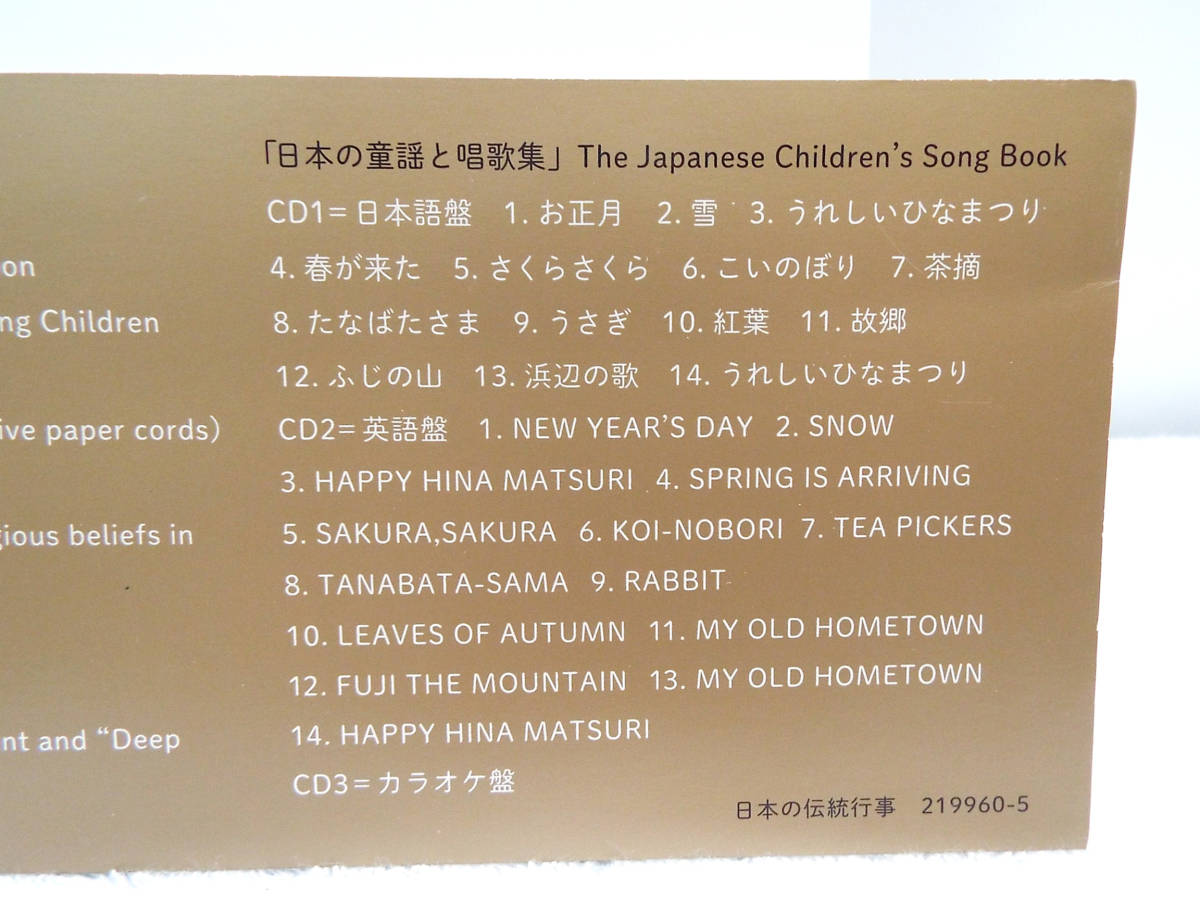 「日本の童謡と唱歌集」 The Japanese Children's Song Book
CD1=日本語盤 1. お正月 2. 雪 3. うれしいひなまつり
4. 春が来た 5. さくらさくら 6. こいのぼり 7. 茶摘
8. たなばたさま 9. うさぎ 10. 紅葉 11. 故郷
12. ふじの山 13. 浜辺の歌 14. うれしいひなまつり
CD2=英語盤 1. NEW YEAR'S DAY 2. SNOW
3. HAPPY HINA MATSURI 4. SPRING IS ARRIVING
5. SAKURA,SAKURA 6. KOI-NOBORI 7. TEA PICKERS
8. TANABATA-SAMA 9. RABBIT
10. LEAVES OF AUTUMN 11. MY OLD HOMETOWN
12. FUJI THE MOUNTAIN 13. MY OLD HOMETOWN
14. HAPPY HINA MATSURI
CD3=カラオケ盤
日本の伝統行事 219960-5
on
ng Children
ive paper cords)
gious beliefs in
nt and “Deep